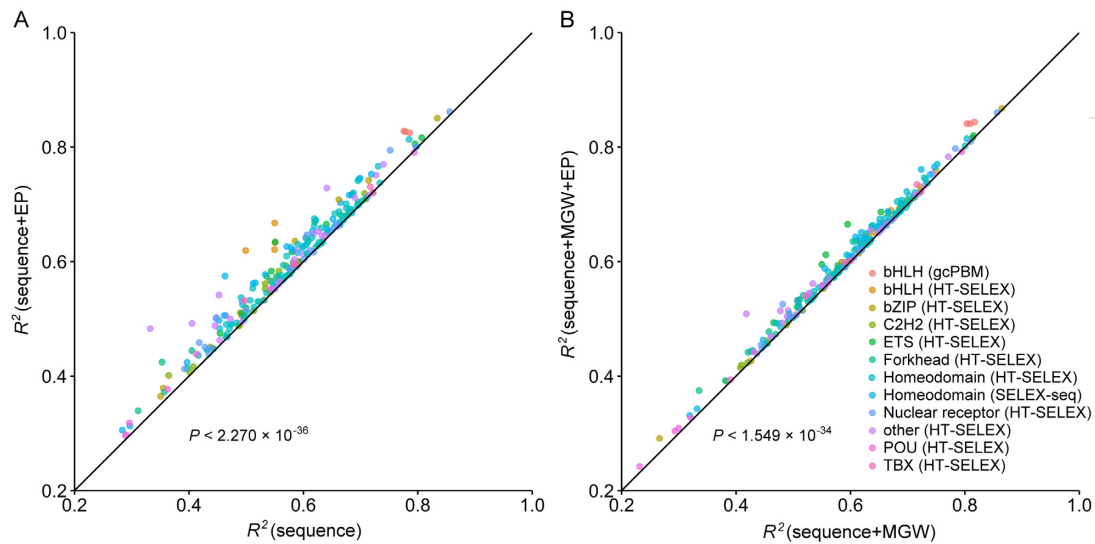 A
1.0
0.8
0.6
0.4
0.2
R² (sequence+EP)
P < 2.270 × 10⁻³⁶
0.2 0.4 0.6 0.8 1.0
R² (sequence)
B
1.0
0.8
0.6
0.4
0.2
R² (sequence+MGW+EP)
bHLH (gcPBM)
bHLH (HT-SELEX)
bZIP (HT-SELEX)
C2H2 (HT-SELEX)
ETS (HT-SELEX)
Forkhead (HT-SELEX)
Homeodomain (HT-SELEX)
Homeodomain (SELEX-seq)
Nuclear receptor (HT-SELEX)
other (HT-SELEX)
POU (HT-SELEX)
TBX (HT-SELEX)
P < 1.549 × 10⁻³⁴
0.2 0.4 0.6 0.8 1.0
R² (sequence+MGW)